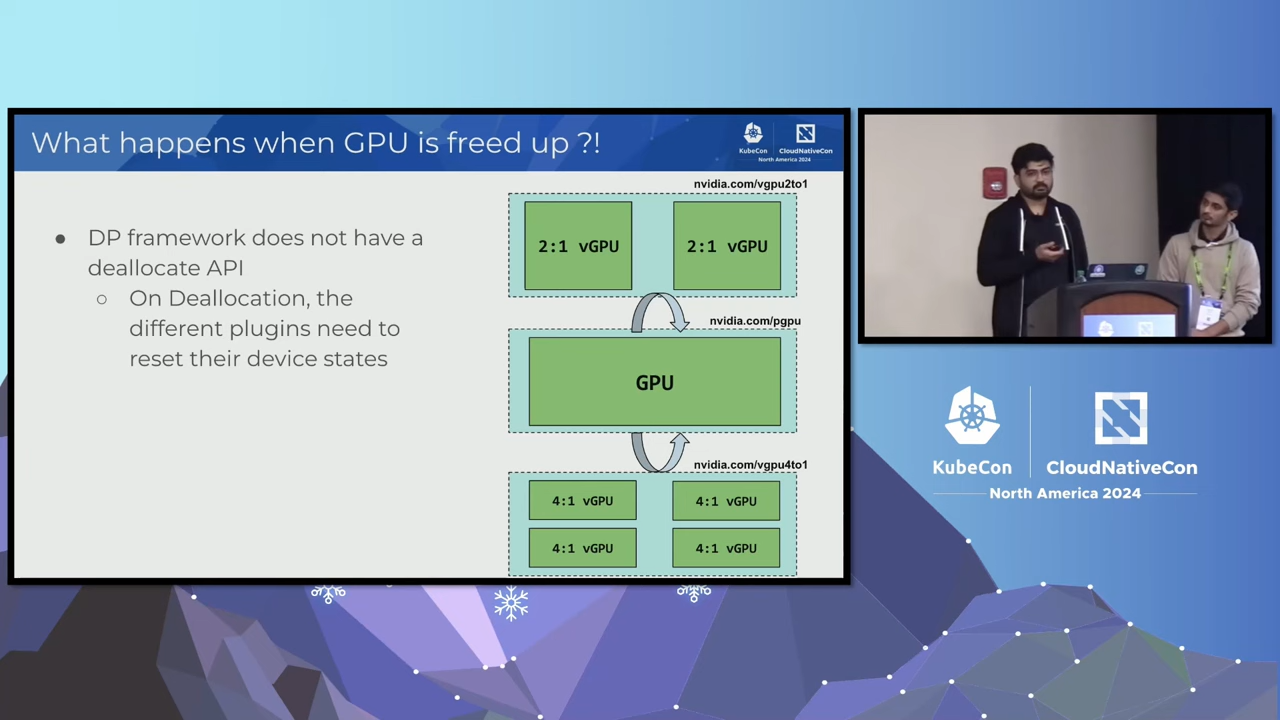 What happens when GPU is freed up ?!
KubeCon
CloudNativeCon
North America 2024
● DP framework does not have a
deallocate API
○ On Deallocation, the
different plugins need to
reset their device states
nvidia.com/vgpu2to1
2:1 vGPU
2:1 vGPU
nvidia.com/pgpu
GPU
nvidia.com/vgpu4to1
4:1 vGPU
4:1 vGPU
4:1 vGPU
4:1 vGPU
KubeCon
CloudNativeCon
North America 2024